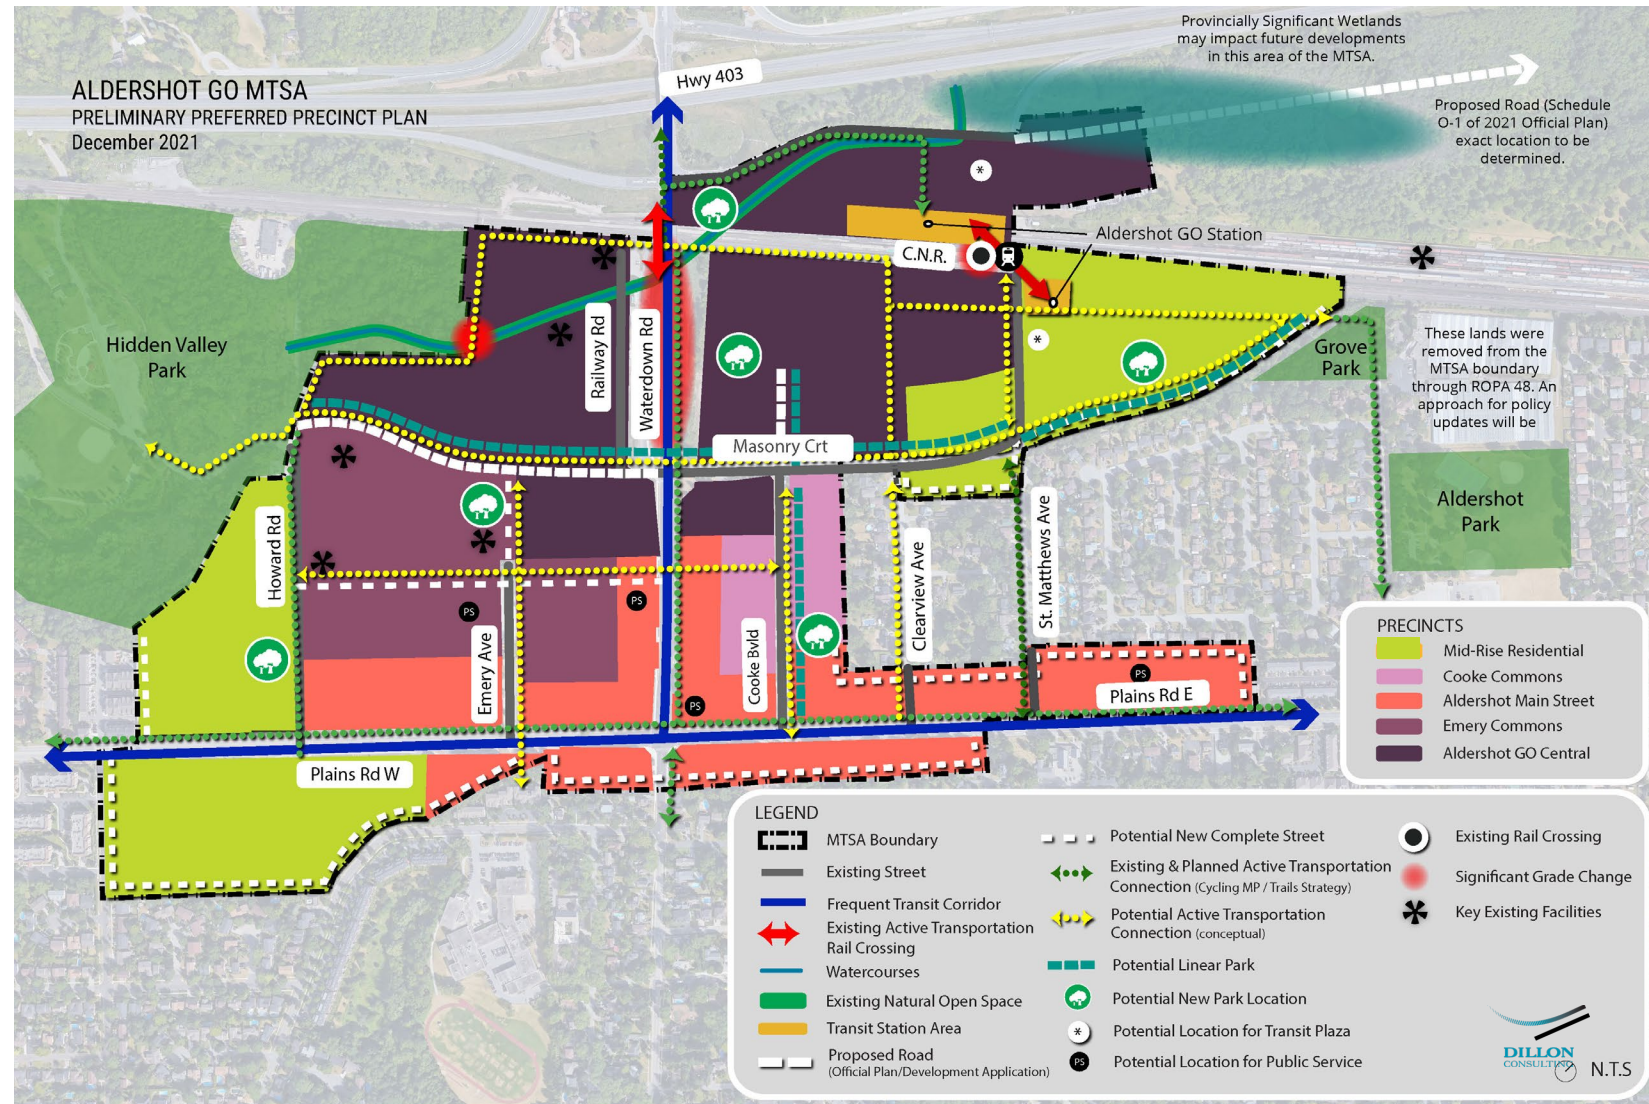 ALDERSHOT GO MTSA
PRELIMINARY PREFERRED PRECINCT PLAN
December 2021
Hwy 403
Provincially Significant Wetlands
may impact future developments
in this area of the MTSA.
Proposed Road (Schedule
O-1 of 2021 Official Plan)
exact location to be
determined.
*
Aldershot GO Station
C.N.R.
Hidden Valley
Park
Railway Rd
Waterdown Rd
*
Grove
Park
These lands were
removed from the
MTSA boundary
through ROPA 48. An
approach for policy
updates will be
Masonry Crt
Aldershot
Park
Howard Rd
Emery Ave
Cooke Bvld
Clearview Ave
St. Matthews Ave
PS
PS
PS
PS
Plains Rd E
Plains Rd W
PRECINCTS
Mid-Rise Residential
Cooke Commons
Aldershot Main Street
Emery Commons
Aldershot GO Central
LEGEND
MTSA Boundary
Existing Street
Frequent Transit Corridor
Existing Active Transportation
Rail Crossing
Watercourses
Existing Natural Open Space
Transit Station Area
Proposed Road
(Official Plan/Development Application)
Potential New Complete Street
Existing & Planned Active Transportation
Connection (Cycling MP / Trails Strategy)
Potential Active Transportation
Connection (conceptual)
Potential Linear Park
Potential New Park Location
* Potential Location for Transit Plaza
PS Potential Location for Public Service
Existing Rail Crossing
Significant Grade Change
Key Existing Facilities
DILLON
CONSULTING
N.T.S